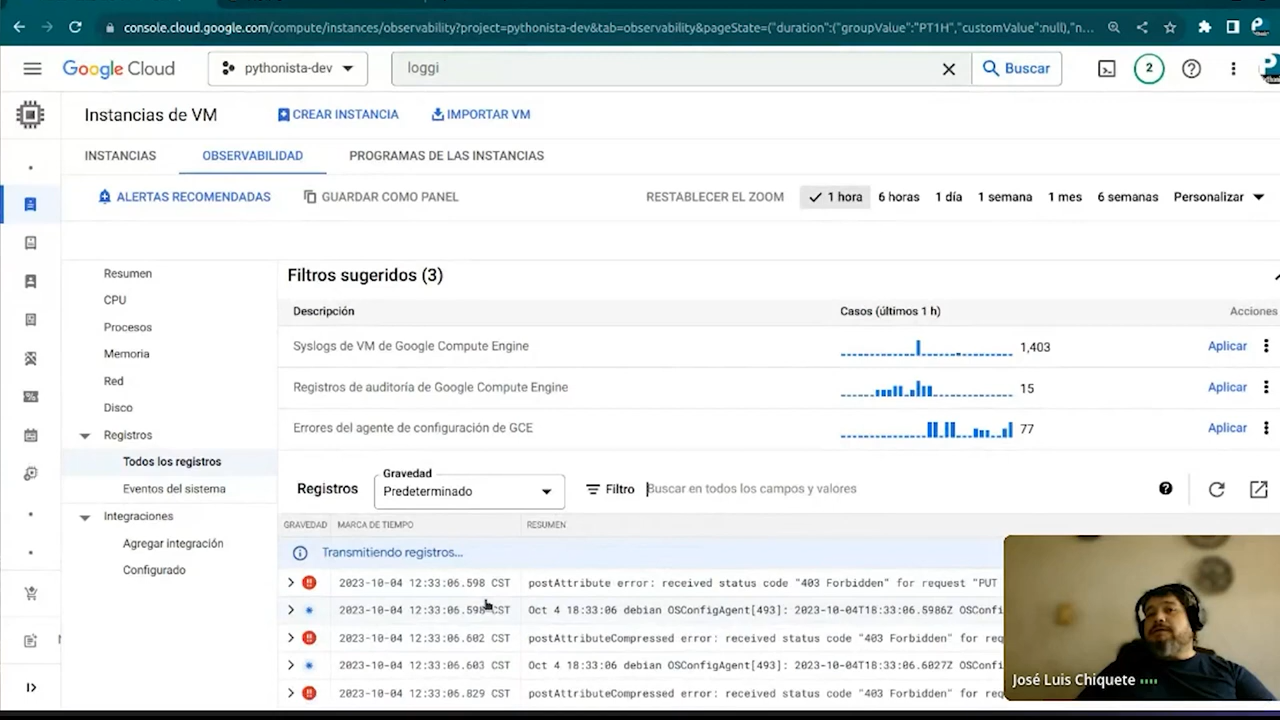 console.cloud.google.com/compute/instances/observability?project=pythonista-dev&tab=observability&pageState=("duration":("groupValue":"PT1H","customValue":null),"n...
Google Cloud
pythonista-dev
loggi
Buscar
2
Instancias de VM
CREAR INSTANCIA
IMPORTAR VM
INSTANCIAS
OBSERVABILIDAD
PROGRAMAS DE LAS INSTANCIAS
ALERTAS RECOMENDADAS
GUARDAR COMO PANEL
RESTABLECER EL ZOOM
1 hora
6 horas
1 día
1 semana
1 mes
6 semanas
Personalizar
Resumen
CPU
Procesos
Memoria
Red
Disco
Registros
Todos los registros
Eventos del sistema
Integraciones
Agregar integración
Configurado
Filtros sugeridos (3)
Descripción
Casos (últimos 1 h)
Acciones
Syslogs de VM de Google Compute Engine
1,403
Aplicar
Registros de auditoría de Google Compute Engine
15
Aplicar
Errores del agente de configuración de GCE
77
Aplicar
Registros
Gravedad
Predeterminado
Filtro
Buscar en todos los campos y valores
GRAVEDAD
MARCA DE TIEMPO
RESUMEN
Transmitiendo registros...
2023-10-04 12:33:06.598 CST postAttribute error: received status code "403 Forbidden" for request "PUT
2023-10-04 12:33:06.598 CST Oct 4 18:33:06 debian OSConfigAgent[493]: 2023-10-04T18:33:06.5986Z OSConfi
2023-10-04 12:33:06.602 CST postAttributeCompressed error: received status code "403 Forbidden" for req
2023-10-04 12:33:06.603 CST Oct 4 18:33:06 debian OSConfigAgent[493]: 2023-10-04T18:33:06.6027Z OSConfi
2023-10-04 12:33:06.829 CST postAttributeCompressed error: received status code "403 Forbidden" for req
José Luis Chiquete